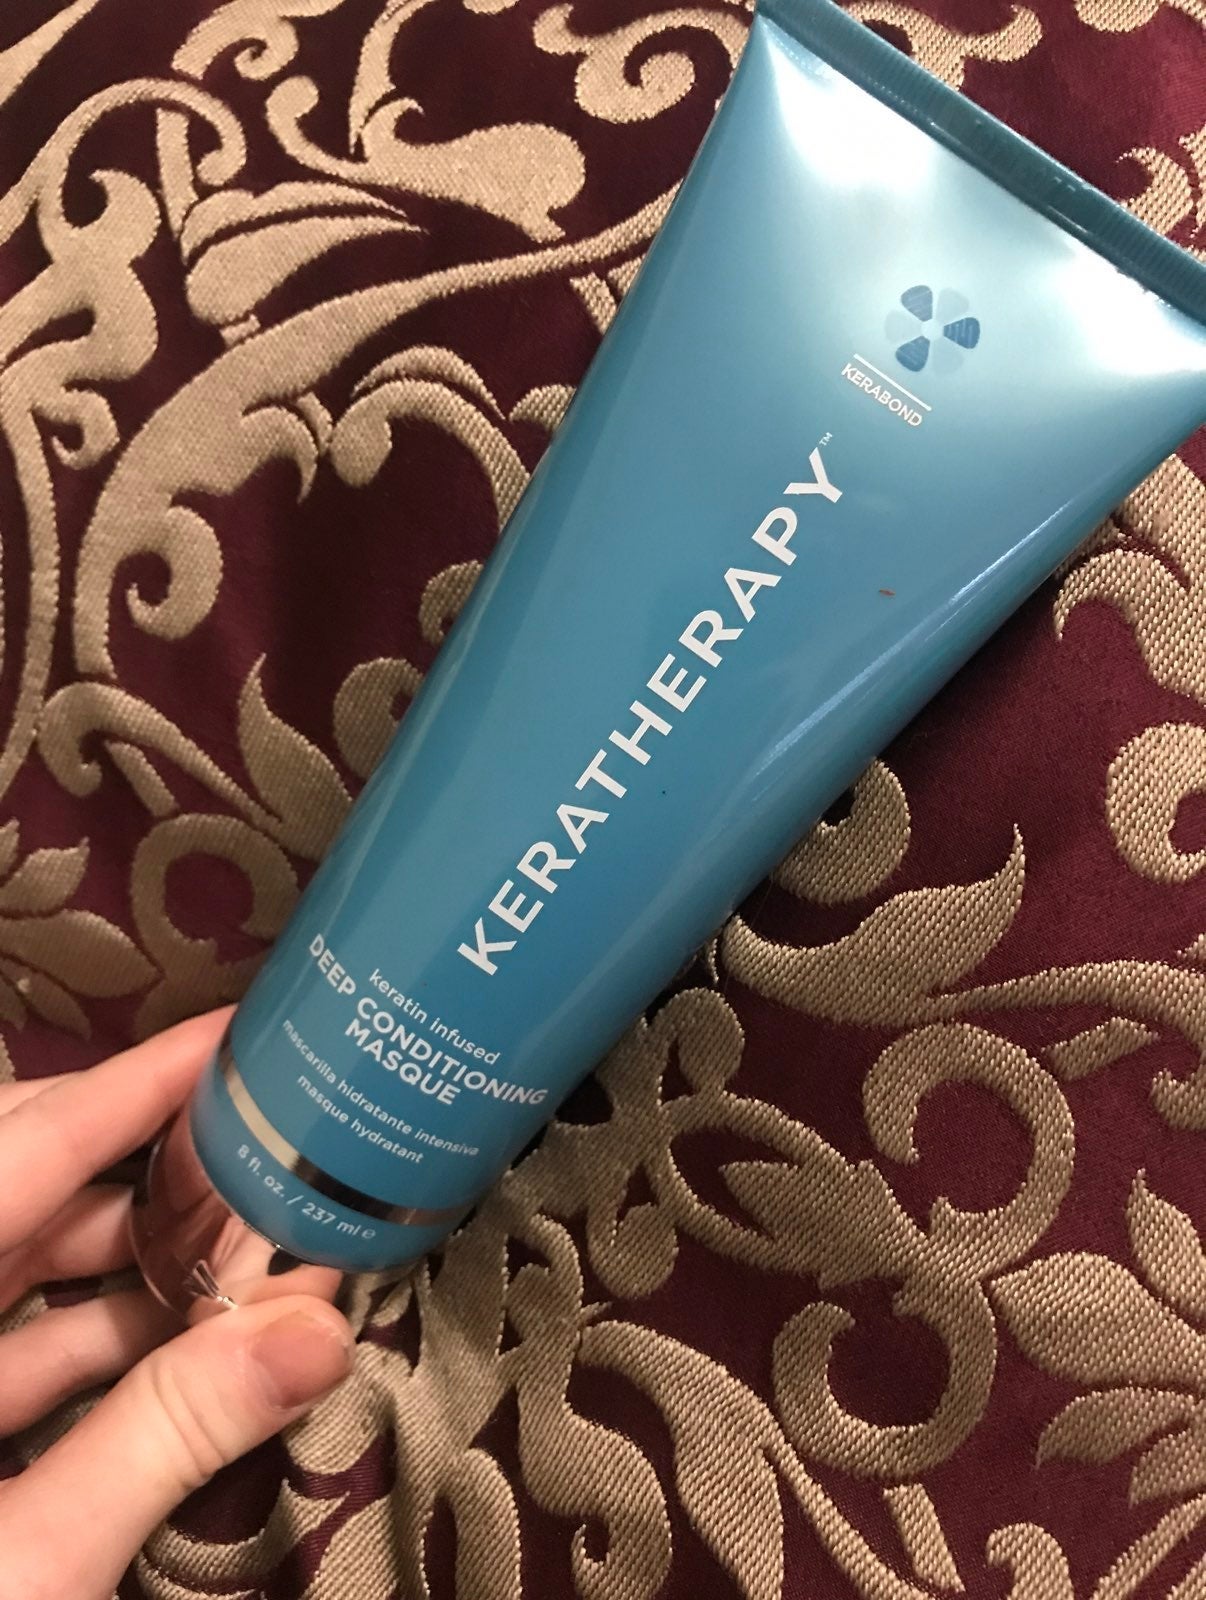 KERABOND
KERATHERAPY™
keratin infused
DEEP CONDITIONING
MASQUE
mascarilla hidratante intensiva
masque hydratant
8 fl. oz. / 237 ml ℮